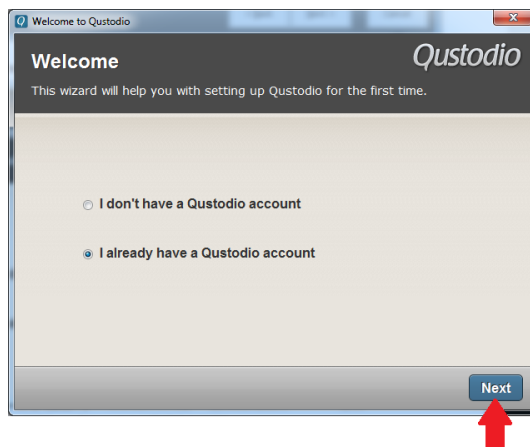 Welcome to Qustodio
Welcome
Qustodio
This wizard will help you with setting up Qustodio for the first time.
I don't have a Qustodio account
I already have a Qustodio account
Next